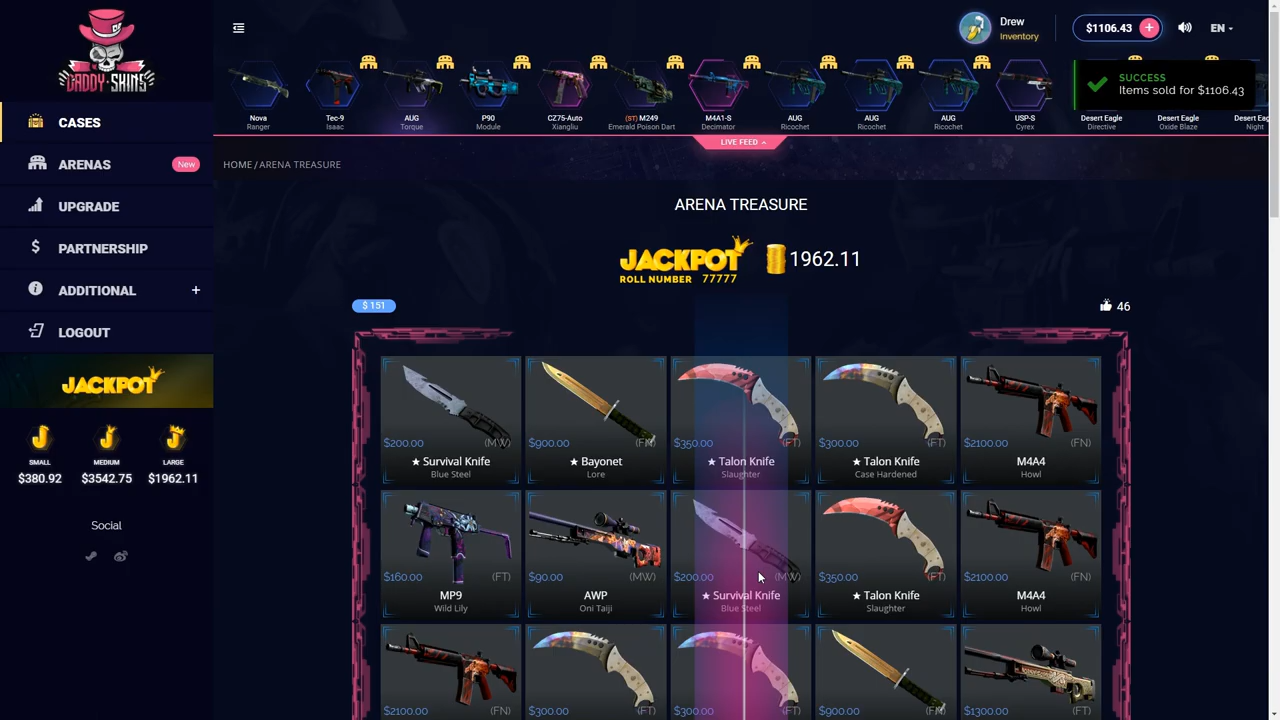 Drew
Inventory
$1106.43
EN
SUCCESS
Items sold for $1106.43
DADDY-SKINS
Nova
Ranger
Tec-9
Isaac
AUG
Torque
P90
Module
CZ75-Auto
Xiangliu
(ST) M249
Emerald Poison Dart
M4A1-S
Decimator
AUG
Ricochet
AUG
Ricochet
AUG
Ricochet
USP-S
Cyrex
Desert Eagle
Directive
Desert Eagle
Oxide Blaze
Desert Eag
Night
LIVE FEED
CASES
ARENAS
New
UPGRADE
PARTNERSHIP
ADDITIONAL +
LOGOUT
JACKPOT
SMALL
MEDIUM
LARGE
$380.92
$3542.75
$1962.11
Social
HOME / ARENA TREASURE
ARENA TREASURE
JACKPOT
ROLL NUMBER 77777
1962.11
$ 151
46
$200.00
(MW)
★ Survival Knife
Blue Steel
$900.00
(FN)
★ Bayonet
Lore
$350.00
(FT)
★ Talon Knife
Slaughter
$300.00
(FT)
★ Talon Knife
Case Hardened
$2100.00
(FN)
M4A4
Howl
$160.00
(FT)
MP9
Wild Lily
$90.00
(MW)
AWP
Oni Taiji
$200.00
(MW)
★ Survival Knife
Blue Steel
$350.00
(FT)
★ Talon Knife
Slaughter
$2100.00
(FN)
M4A4
Howl
$2100.00
(FN)
$300.00
(FT)
$300.00
(FT)
$900.00
(FN)
$1300.00
(FT)